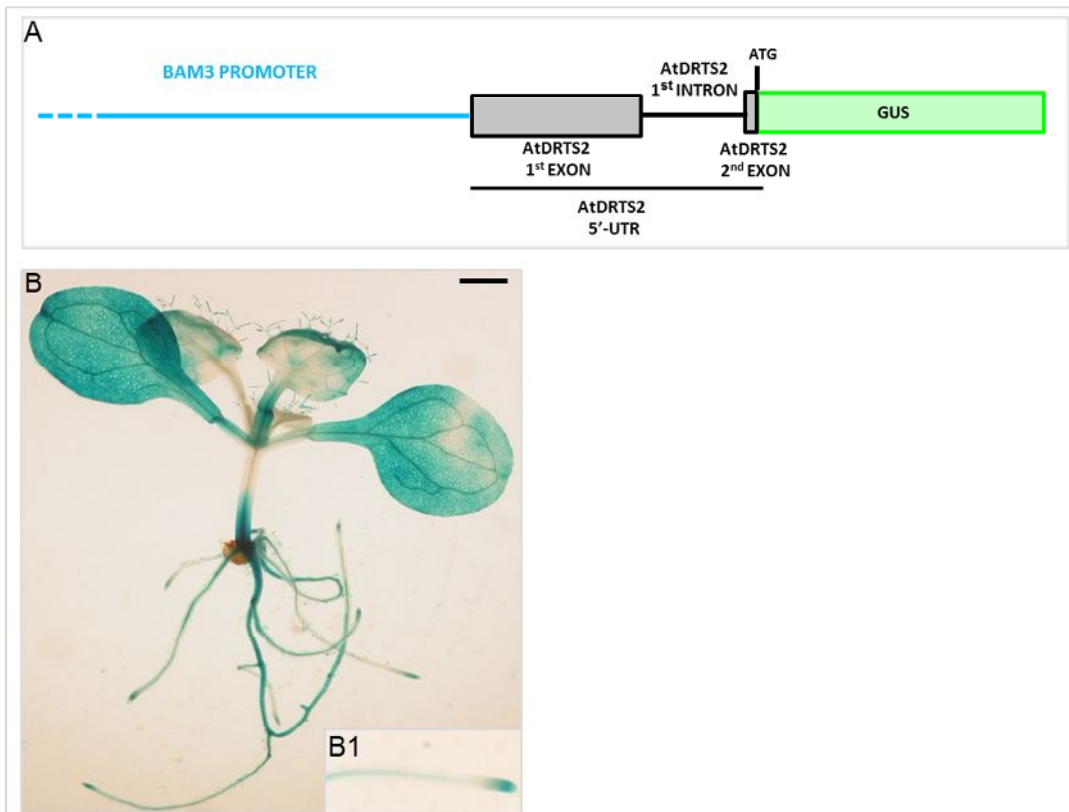 A
BAM3 PROMOTER
AtDRTS2
1st INTRON
ATG
GUS
AtDRTS2
1st EXON
AtDRTS2
2nd EXON
AtDRTS2
5'-UTR
B
B1